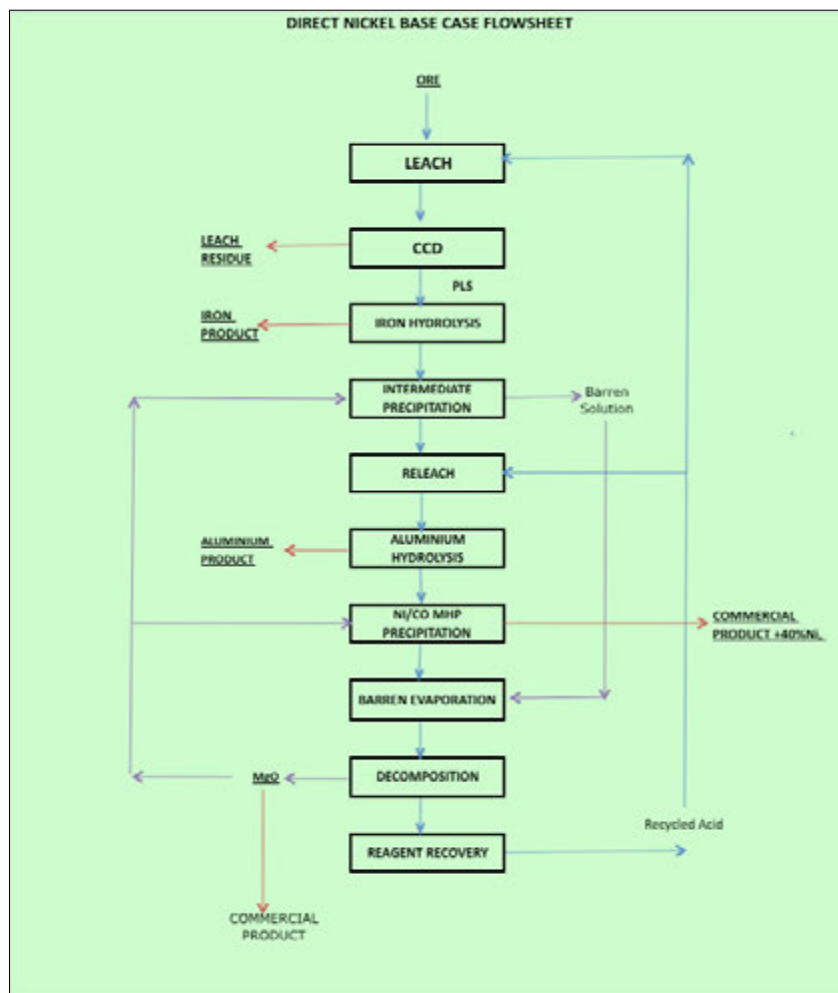 DIRECT NICKEL BASE CASE FLOWSHEET
ORE
LEACH
LEACH
RESIDUE
CCD
PLS
IRON
PRODUCT
IRON HYDROLYSIS
INTERMEDIATE
PRECIPITATION
Barren
Solution
RELEACH
ALUMINIUM
PRODUCT
ALUMINIUM
HYDROLYSIS
NI/CO MHP
PRECIPITATION
COMMERCIAL
PRODUCT +40%Ni,
BARREN EVAPORATION
MgO
DECOMPOSITION
Recycled Acid
REAGENT RECOVERY
COMMERCIAL
PRODUCT